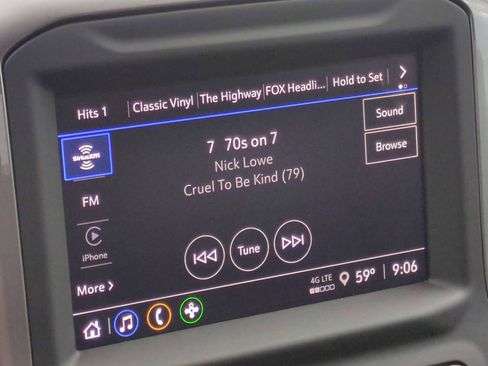 Hits 1 Classic Vinyl The Highway FOX Headli... Hold to Set
SiriusXM
7 70s on 7
Sound
Nick Lowe
Browse
Cruel To Be Kind (79)
FM
iPhone
Tune
More
4G LTE 59° 9:06